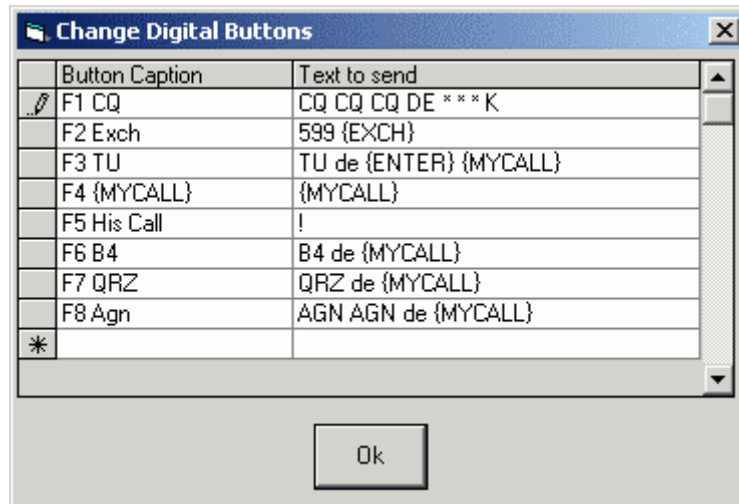 Change Digital Buttons
Button Caption Text to send
F1 CQ CQ CQ CQ DE * * * K
F2 Exch 599 {EXCH}
F3 TU TU de {ENTER} {MYCALL}
F4 {MYCALL} {MYCALL}
F5 His Call !
F6 B4 B4 de {MYCALL}
F7 QRZ QRZ de {MYCALL}
F8 Agn AGN AGN de {MYCALL}
Ok